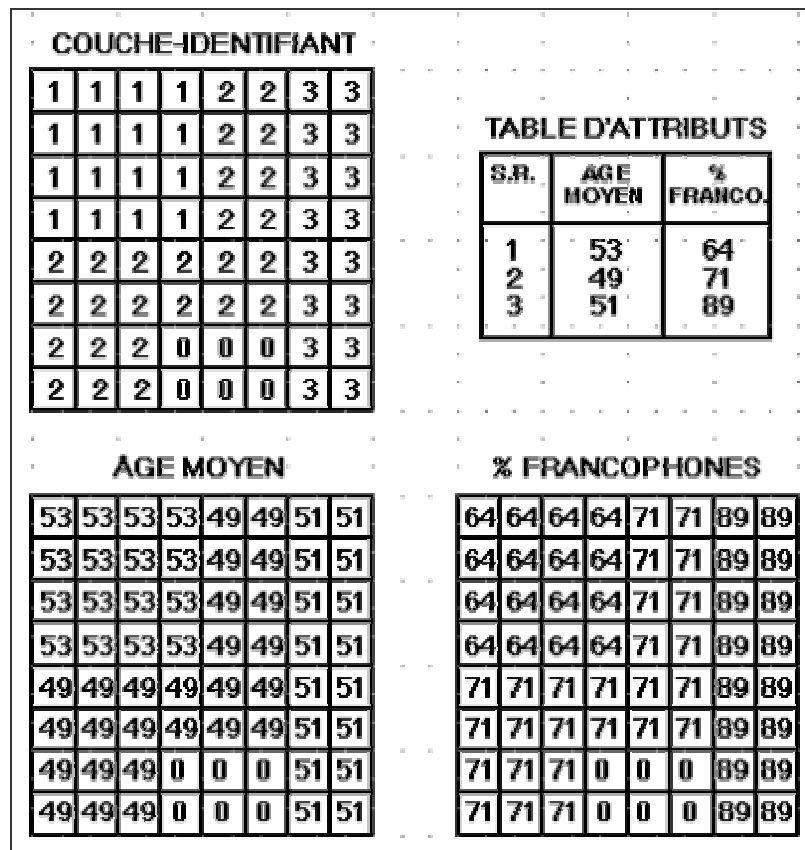 COUCHE-IDENTIFIANT
1 1 1 1 2 2 3 3
1 1 1 1 2 2 3 3
1 1 1 1 2 2 3 3
1 1 1 1 2 2 3 3
2 2 2 2 2 2 3 3
2 2 2 2 2 2 3 3
2 2 2 0 0 0 3 3
2 2 2 0 0 0 3 3
TABLE D'ATTRIBUTS
S.R. ÂGE %
MOYEN FRANCO.
1 53 64
2 49 71
3 51 89
ÂGE MOYEN
53 53 53 53 49 49 51 51
53 53 53 53 49 49 51 51
53 53 53 53 49 49 51 51
53 53 53 53 49 49 51 51
49 49 49 49 49 49 51 51
49 49 49 49 49 49 51 51
49 49 49 0 0 0 51 51
49 49 49 0 0 0 51 51
% FRANCOPHONES
64 64 64 64 71 71 89 89
64 64 64 64 71 71 89 89
64 64 64 64 71 71 89 89
64 64 64 64 71 71 89 89
71 71 71 71 71 71 89 89
71 71 71 71 71 71 89 89
71 71 71 0 0 0 89 89
71 71 71 0 0 0 89 89